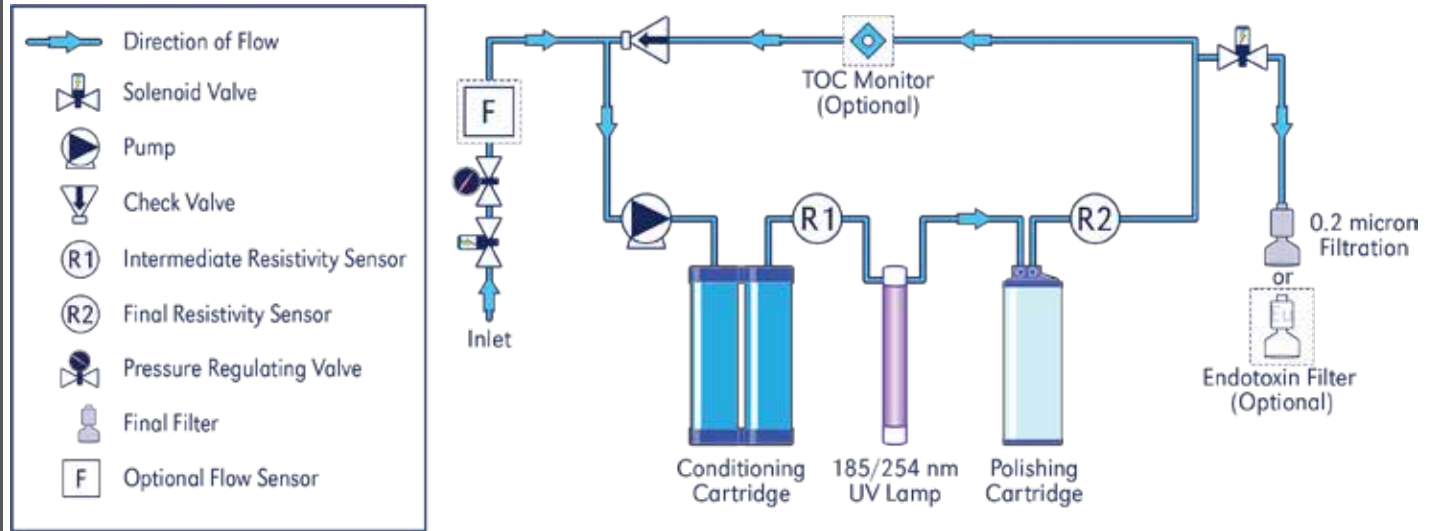 Direction of Flow
Solenoid Valve
Pump
Check Valve
R1 Intermediate Resistivity Sensor
R2 Final Resistivity Sensor
Pressure Regulating Valve
Final Filter
F Optional Flow Sensor
F
Inlet
TOC Monitor
(Optional)
R1
R2
Conditioning
Cartridge
185/254 nm
UV Lamp
Polishing
Cartridge
0.2 micron
Filtration
or
EU
Endotoxin Filter
(Optional)